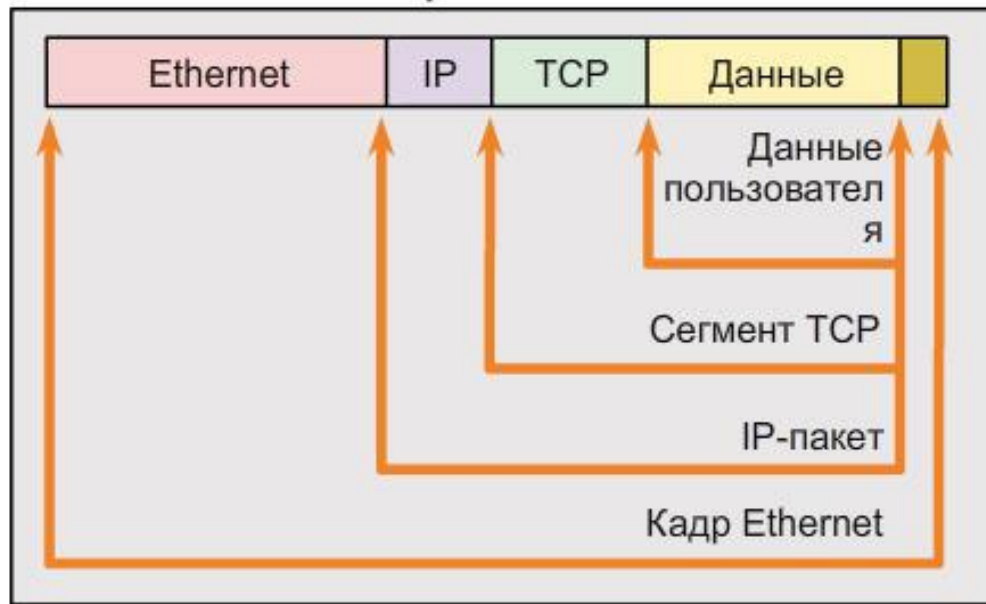 Ethernet IP TCP Данные
Данные
пользовател
я
Сегмент TCP
IP-пакет
Кадр Ethernet